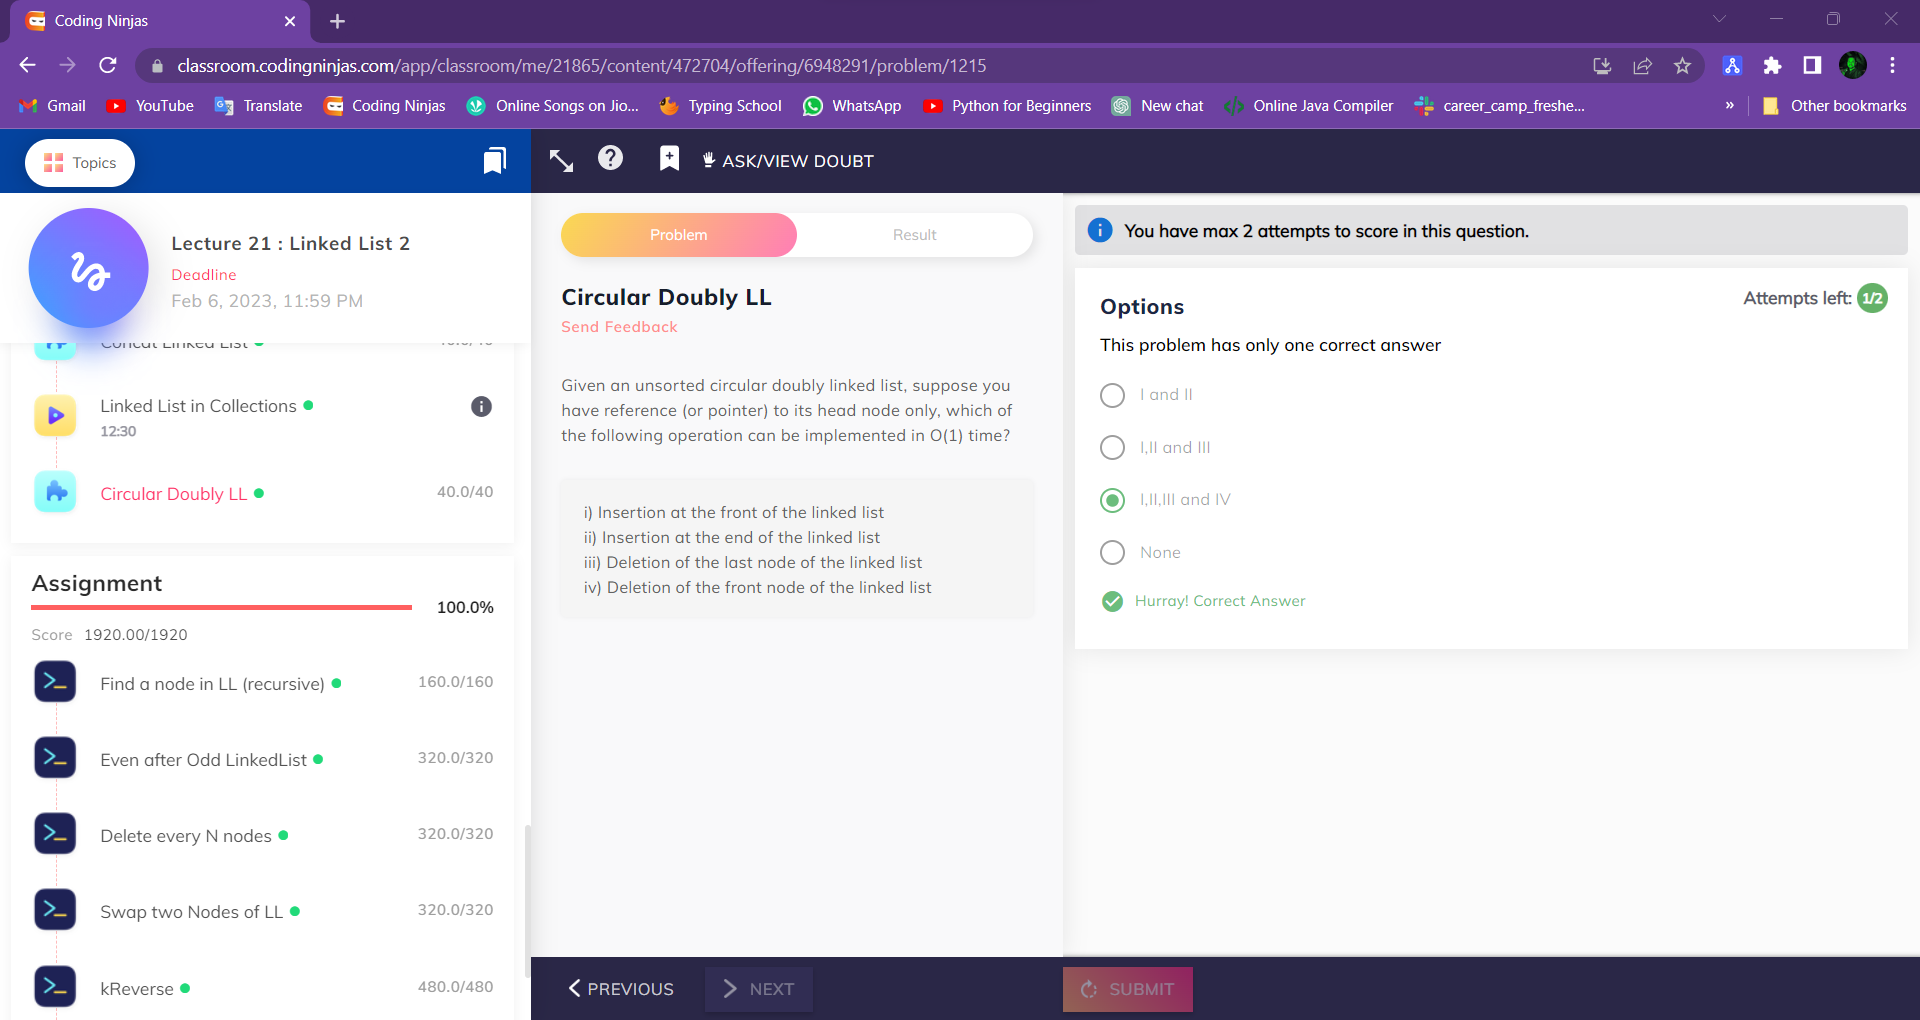 Coding Ninjas
classroom.codingninjas.com/app/classroom/me/21865/content/472704/offering/6948291/problem/1215
Gmail
YouTube
Translate
Coding Ninjas
Online Songs on Jio...
Typing School
WhatsApp
Python for Beginners
New chat
Online Java Compiler
career_camp_freshe...
»
Other bookmarks
Topics
ASK/VIEW DOUBT
Lecture 21 : Linked List 2
Deadline
Feb 6, 2023, 11:59 PM
Concat Linked List
Linked List in Collections
12:30
Circular Doubly LL
40.0/40
Assignment
100.0%
Score 1920.00/1920
Find a node in LL (recursive)
160.0/160
Even after Odd LinkedList
320.0/320
Delete every N nodes
320.0/320
Swap two Nodes of LL
320.0/320
kReverse
480.0/480
Problem
Result
Circular Doubly LL
Send Feedback
Given an unsorted circular doubly linked list, suppose you
have reference (or pointer) to its head node only, which of
the following operation can be implemented in O(1) time?
i) Insertion at the front of the linked list
ii) Insertion at the end of the linked list
iii) Deletion of the last node of the linked list
iv) Deletion of the front node of the linked list
You have max 2 attempts to score in this question.
Options
Attempts left: 1/2
This problem has only one correct answer
I and II
I,II and III
I,II,III and IV
None
Hurray! Correct Answer
PREVIOUS
NEXT
SUBMIT